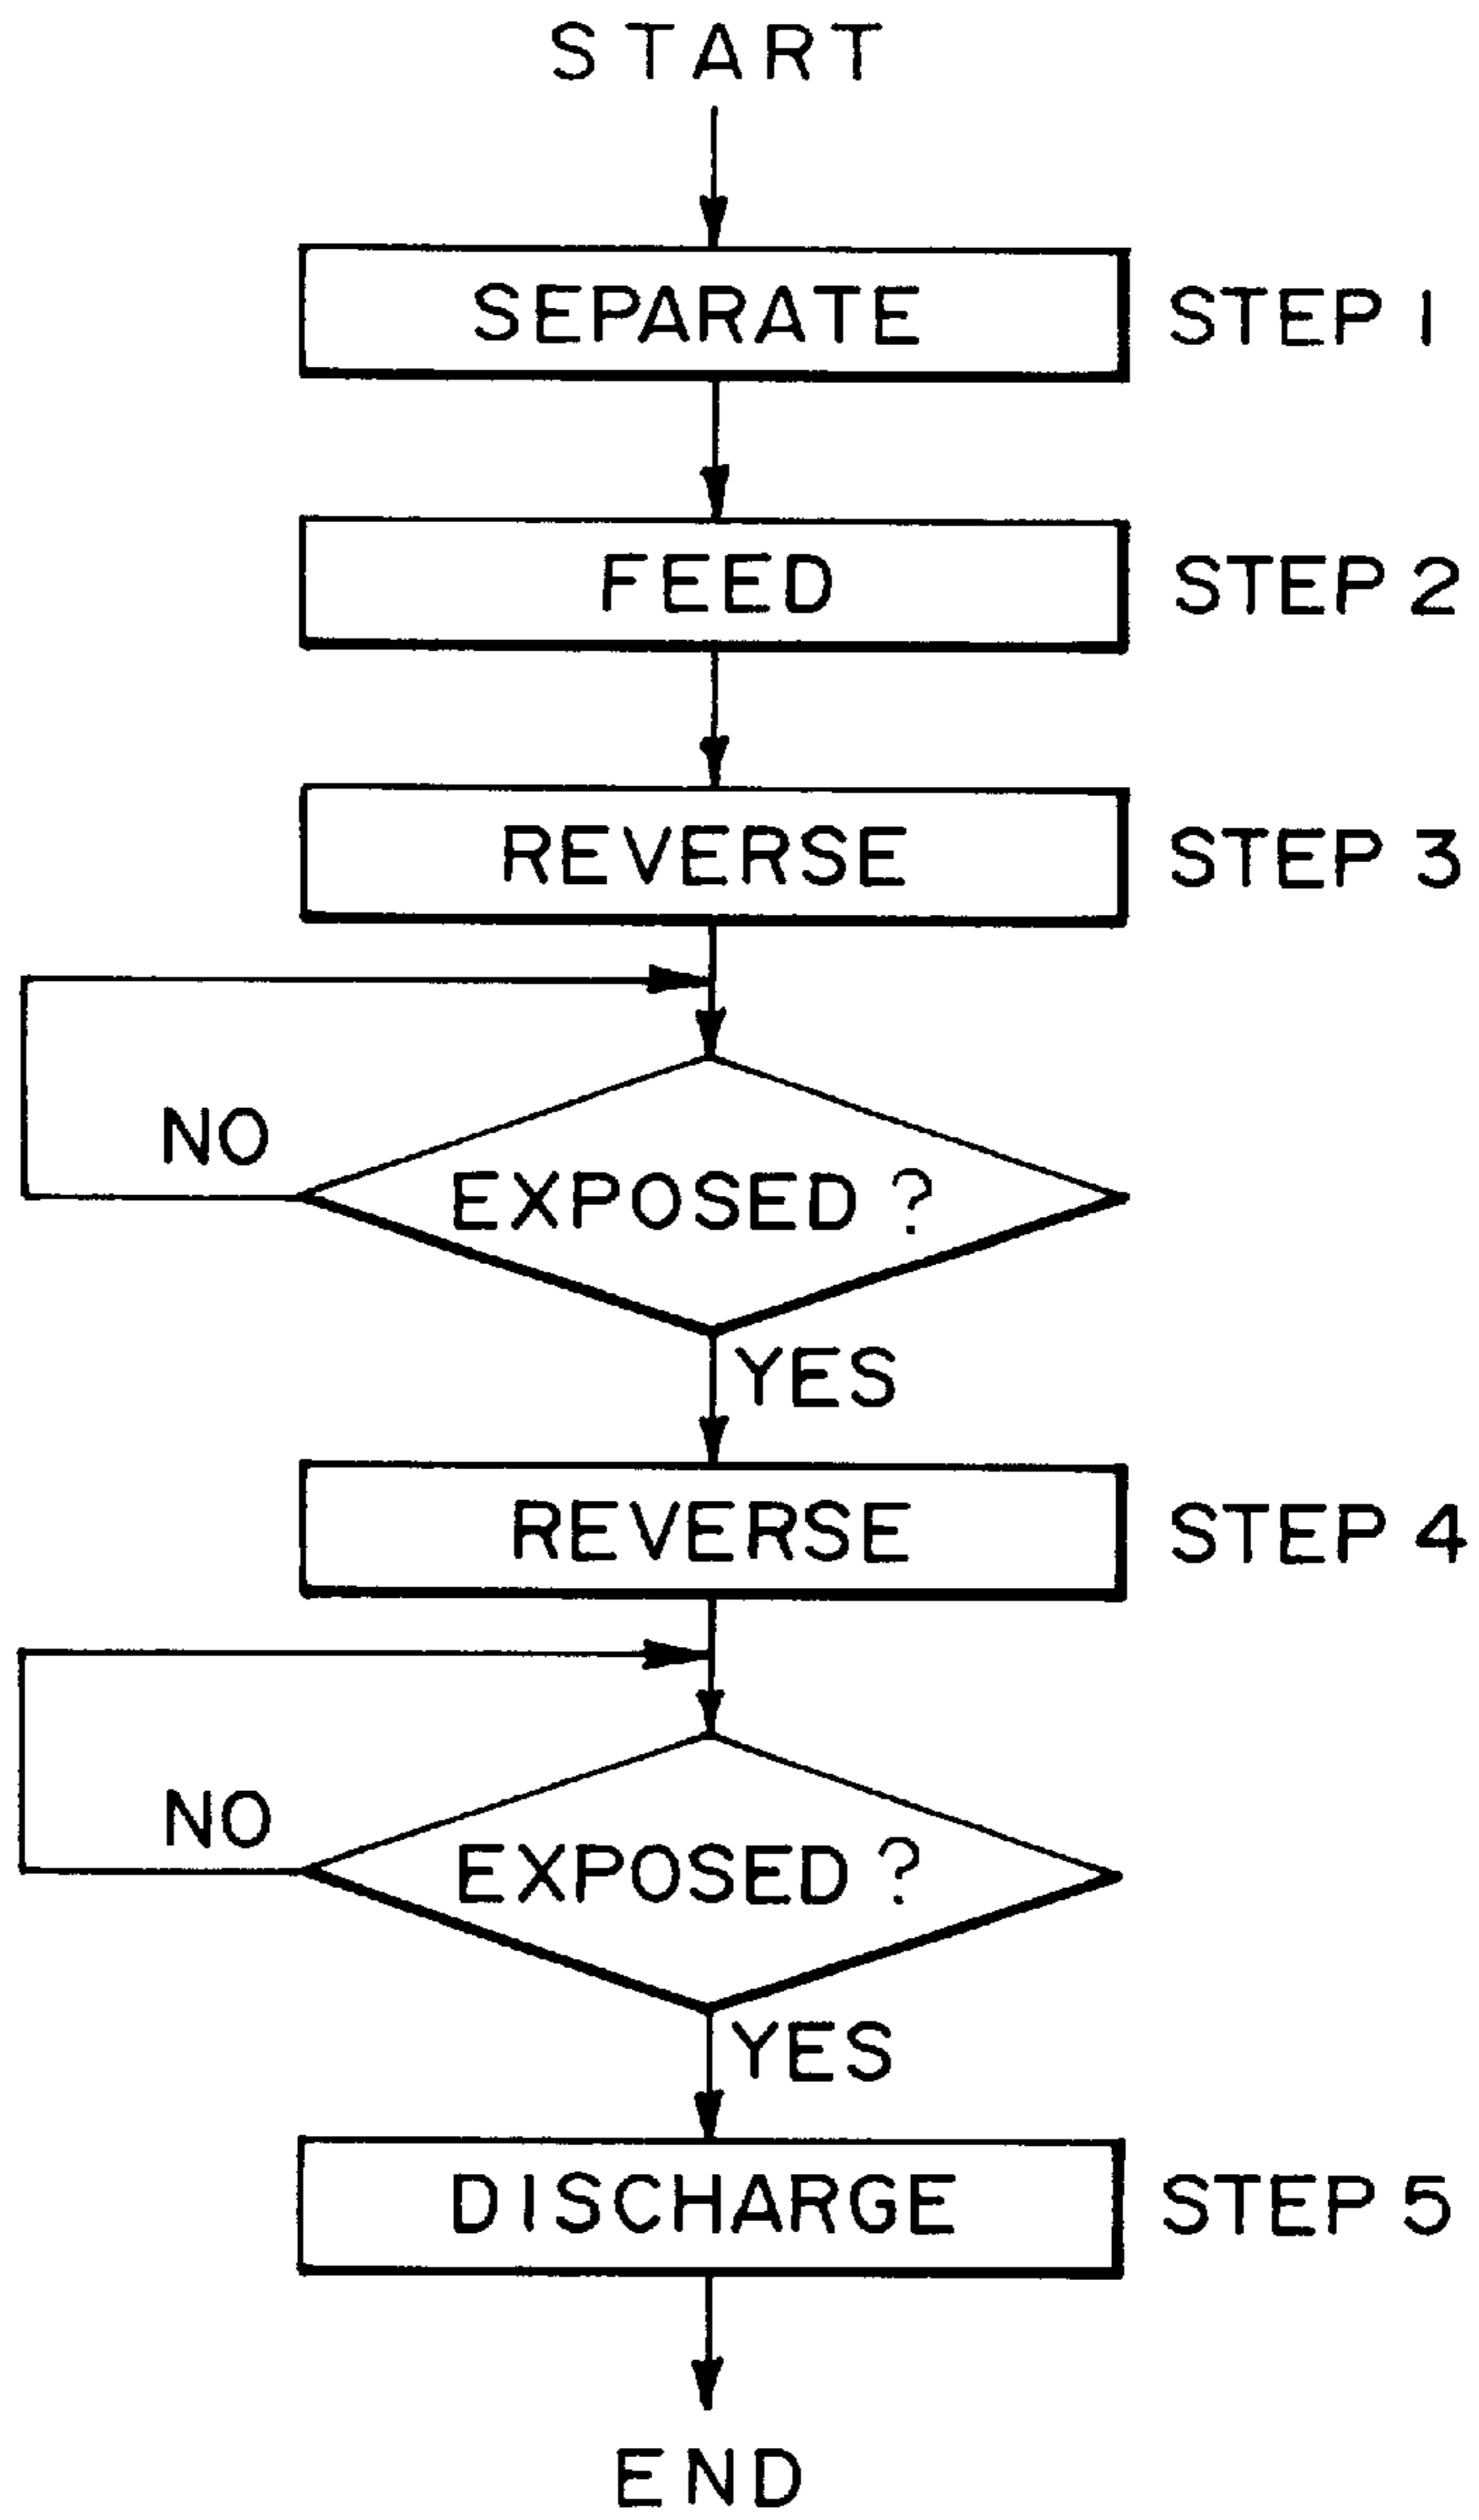 START
SEPARATE STEP 1
FEED STEP 2
REVERSE STEP 3
NO
EXPOSED?
YES
REVERSE STEP 4
NO
EXPOSED?
YES
DISCHARGE STEP 5
END